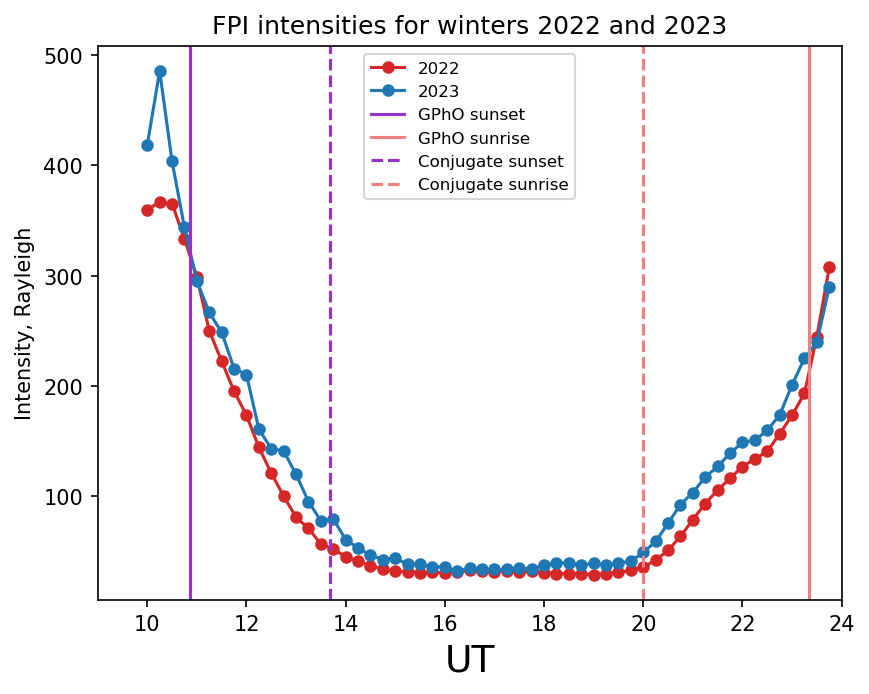 FPI intensities for winters 2022 and 2023
500
400
300
200
100
Intensity, Rayleigh
2022
2023
GPhO sunset
GPhO sunrise
Conjugate sunset
Conjugate sunrise
10 12 14 16 18 20 22 24
UT